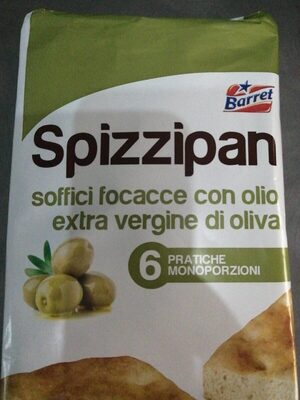 Barret
Spizzipan
soffici focacce con olio
extra vergine di oliva
6 PRATICHE
MONOPORZIONI